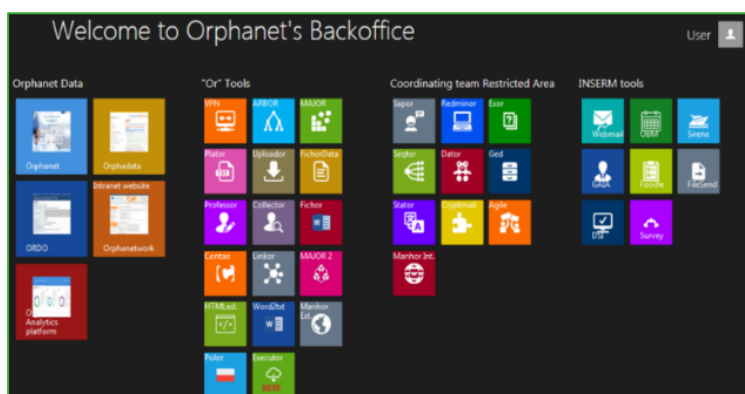 Welcome to Orphanet's Backoffice
User
Orphanet Data
Orphanet
Orphadata
ORDO
Intranet website
Orphanetwork
Analytics
platform
"Or" Tools
VPN
ARBOR
MAJOR
Plator
Uploador
FichorData
Professor
Collector
Fichor
Contao
Linkor
MAJOR 2
HTMLed.
Word2txt
Manhor
Ext.
Polor
Executor
NEW
Coordinating team Restricted Area
Sapor
Redminor
Exor
Seqtor
Dator
Ged
Stator
Cryptmail
Agile
Manhor Int.
INSERM tools
Webmail
Sirene
GAIA
Foodle
FileSend
DSI
Survey